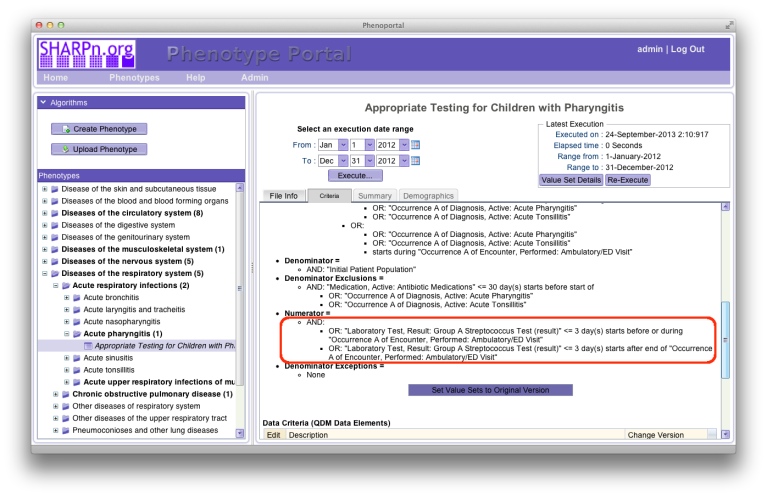 Phenoportal
SHARPn.org
Phenotype Portal
admin | Log Out
Home Phenotypes Help Admin
Algorithms
Create Phenotype
Upload Phenotype
Phenotypes
Disease of the skin and subcutaneous tissue
Diseases of the blood and blood forming organs
Diseases of the circulatory system (8)
Diseases of the digestive system
Diseases of the genitourinary system
Diseases of the musculoskeletal system (1)
Diseases of the nervous system (5)
Diseases of the respiratory system (5)
Acute respiratory infections (2)
Acute bronchitis
Acute laryngitis and tracheitis
Acute nasopharyngitis
Acute pharyngitis (1)
Appropriate Testing for Children with Ph
Acute sinusitis
Acute tonsillitis
Acute upper respiratory infections of mu
Chronic obstructive pulmonary disease (1)
Other diseases of respiratory system
Other diseases of the upper respiratory tract
Pneumoconioses and other lung diseases
Appropriate Testing for Children with Pharyngitis
Select an execution date range
From : Jan 1 2012
To : Dec 31 2012
Execute...
Latest Execution
Executed on : 24-September-2013 2:10:917
Elapsed time : 0 Seconds
Range from : 1-January-2012
Range to : 31-December-2012
Value Set Details Re-Execute
File Info Criteria Summary Demographics
OR: "Occurrence A of Diagnosis, Active: Acute Pharyngitis"
OR: "Occurrence A of Diagnosis, Active: Acute Tonsillitis"
OR:
OR: "Occurrence A of Diagnosis, Active: Acute Pharyngitis"
OR: "Occurrence A of Diagnosis, Active: Acute Tonsillitis"
starts during "Occurrence A of Encounter, Performed: Ambulatory/ED Visit"
Denominator =
AND: "Initial Patient Population"
Denominator Exclusions =
AND: "Medication, Active: Antibiotic Medications" <= 30 day(s) starts before start of
OR: "Occurrence A of Diagnosis, Active: Acute Pharyngitis"
OR: "Occurrence A of Diagnosis, Active: Acute Tonsillitis"
Numerator =
AND:
OR: "Laboratory Test, Result: Group A Streptococcus Test (result)" <= 3 day(s) starts before or during
"Occurrence A of Encounter, Performed: Ambulatory/ED Visit"
OR: "Laboratory Test, Result: Group A Streptococcus Test (result)" <= 3 day(s) starts after end of "Occurrence
A of Encounter, Performed: Ambulatory/ED Visit"
Denominator Exceptions =
None
Set Value Sets to Original Version
Data Criteria (QDM Data Elements)
Edit Description Change Version